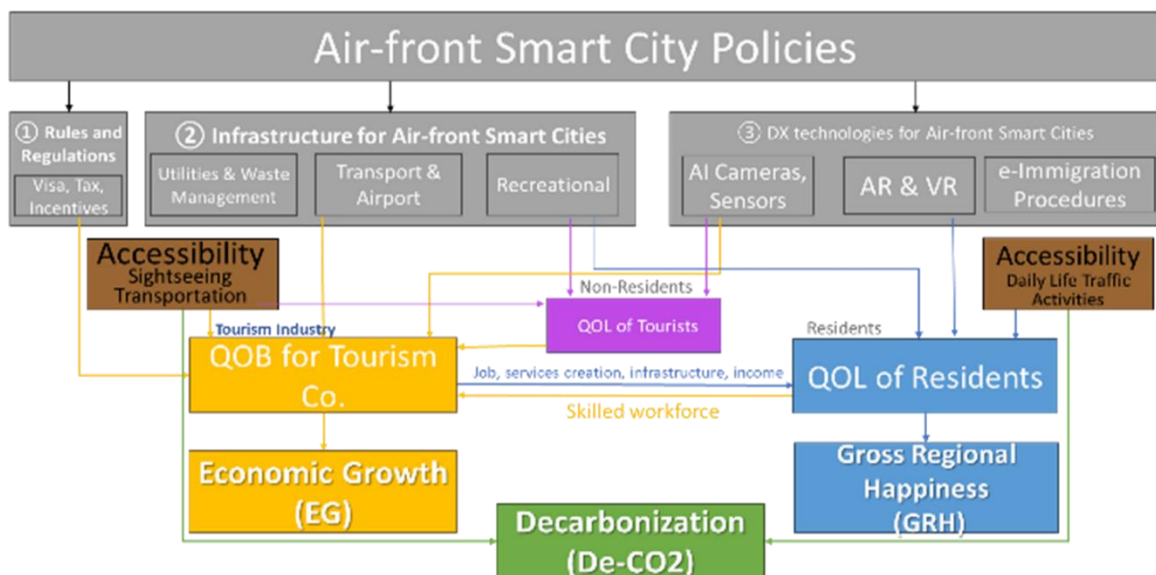 Air-front Smart City Policies
① Rules and
Regulations
Visa, Tax,
Incentives
② Infrastructure for Air-front Smart Cities
Utilities & Waste
Management
Transport &
Airport
Recreational
③ DX technologies for Air-front Smart Cities
AI Cameras,
Sensors
AR & VR
e-Immigration
Procedures
Accessibility
Sightseeing
Transportation
Accessibility
Daily Life Traffic
Activities
Non-Residents
QOL of Tourists
Tourism Industry
QOB for Tourism
Co.
Residents
QOL of Residents
Job, services creation, infrastructure, income
Skilled workforce
Economic Growth
(EG)
Gross Regional
Happiness
(GRH)
Decarbonization
(De-CO2)